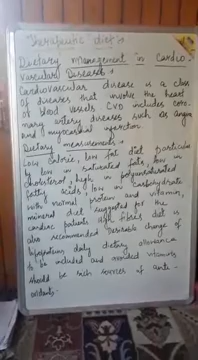 Therapeutic diet:
Dietary Management in Cardio
Vascular Diseases:
Cardiovascular disease is a class
of diseases that involve the heart
of blood vessels. CVD includes coro
nary artery diseases such as angina
and myocardial infarction.
Dietary measurements:
Low calorie, low fat diet particular
ly low in saturated fats, low in
cholesterol, high in polyunsaturated
fatty acids, low in carbohydrate
with normal protein and vitamin,
mineral diet suggested for the
cardiac patients. High fibre diet is
also recommended. Desirable change of
lipoprotein, daily dietary allowance
to be included and avoided vitamins
should be rich sources of anti-
oxidants.